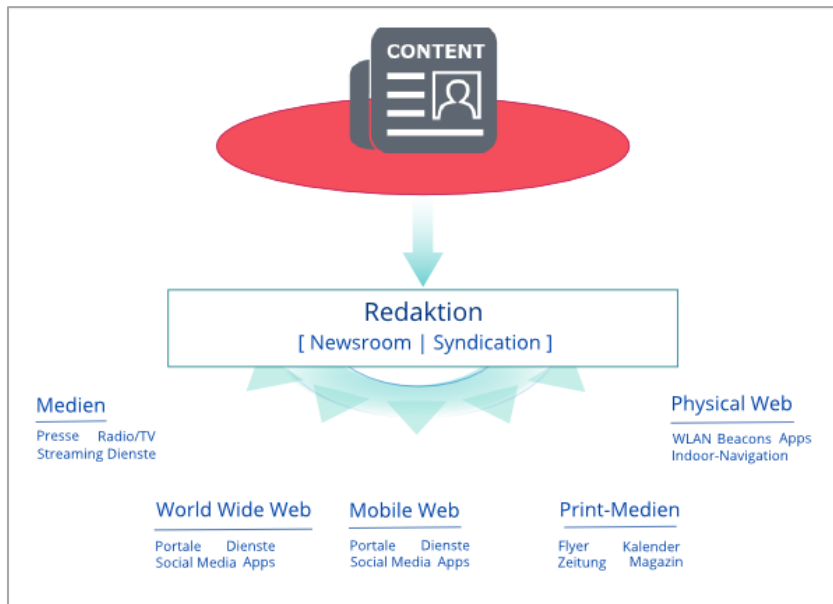 CONTENT
Redaktion
[ Newsroom | Syndication ]
Medien
Presse Radio/TV
Streaming Dienste
Physical Web
WLAN Beacons Apps
Indoor-Navigation
World Wide Web
Portale Dienste
Social Media Apps
Mobile Web
Portale Dienste
Social Media Apps
Print-Medien
Flyer Kalender
Zeitung Magazin